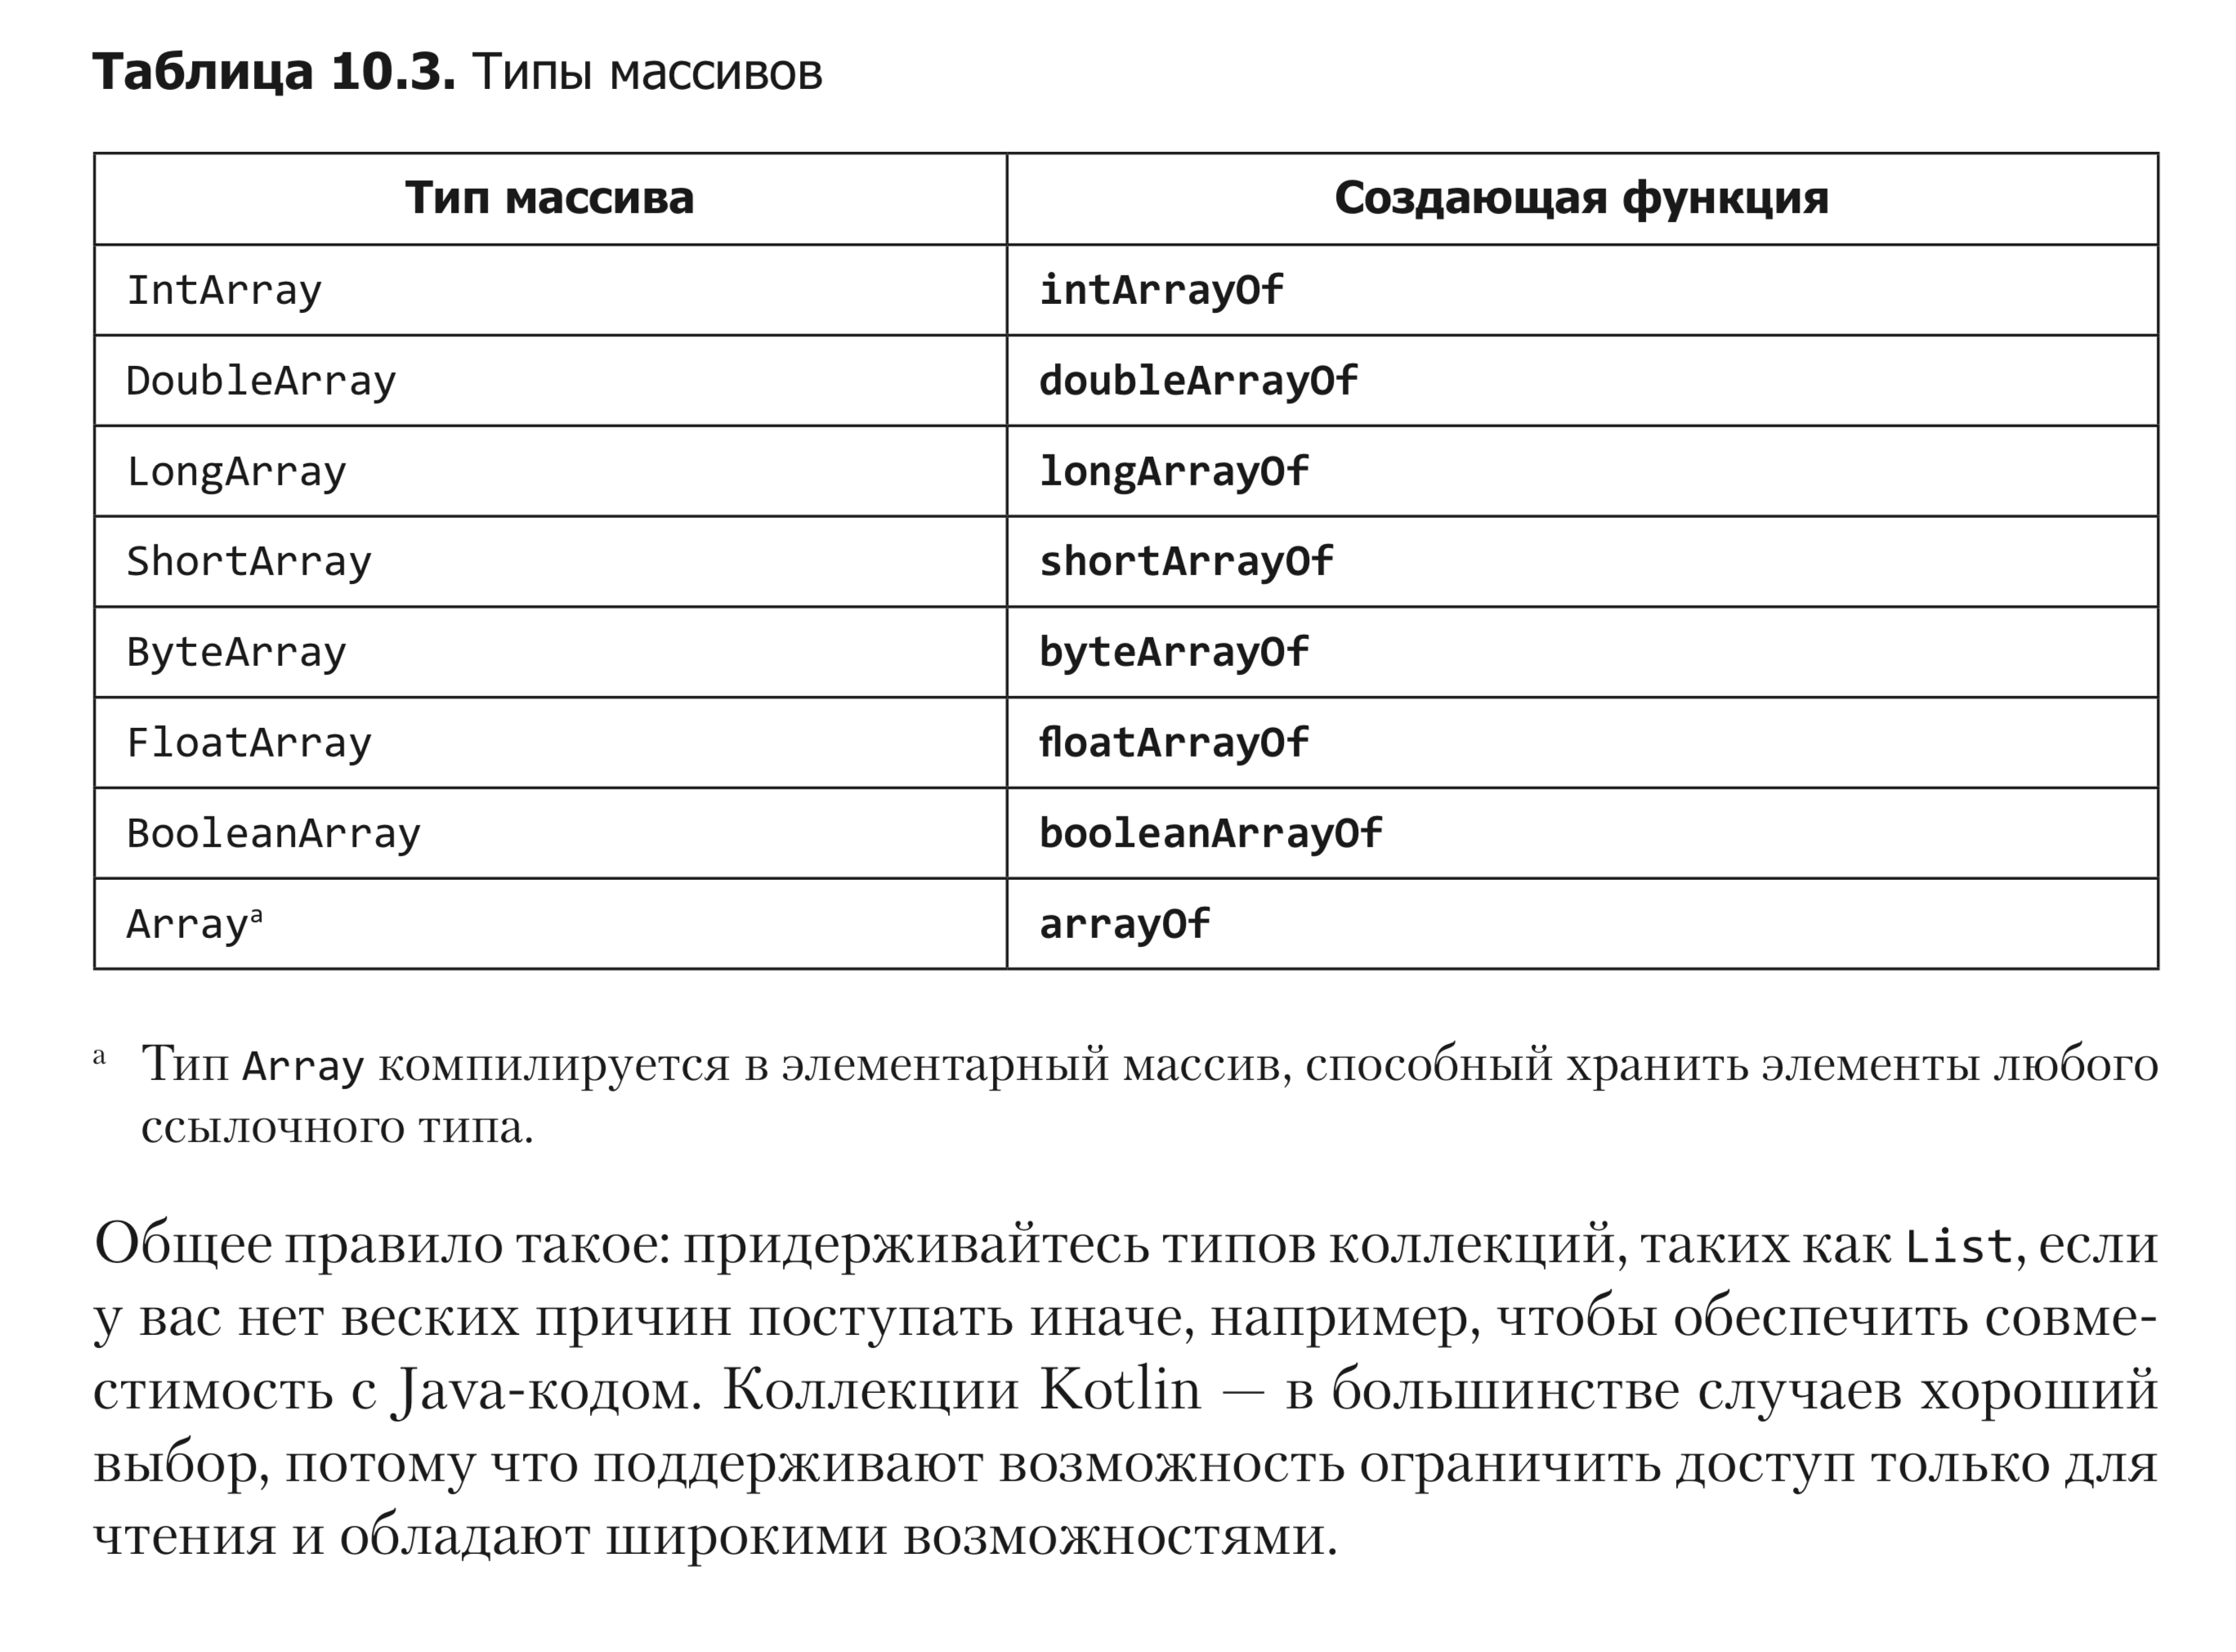 Таблица 10.3. Типы массивов
Тип массива Создающая функция
IntArray intArrayOf
DoubleArray doubleArrayOf
LongArray longArrayOf
ShortArray shortArrayOf
ByteArray byteArrayOf
FloatArray floatArrayOf
BooleanArray booleanArrayOf
Arrayᵃ arrayOf
ᵃ Тип Array компилируется в элементарный массив, способный хранить элементы любого
ссылочного типа.
Общее правило такое: придерживайтесь типов коллекций, таких как List, если
у вас нет веских причин поступать иначе, например, чтобы обеспечить совме-
стимость с Java-кодом. Коллекции Kotlin — в большинстве случаев хороший
выбор, потому что поддерживают возможность ограничить доступ только для
чтения и обладают широкими возможностями.